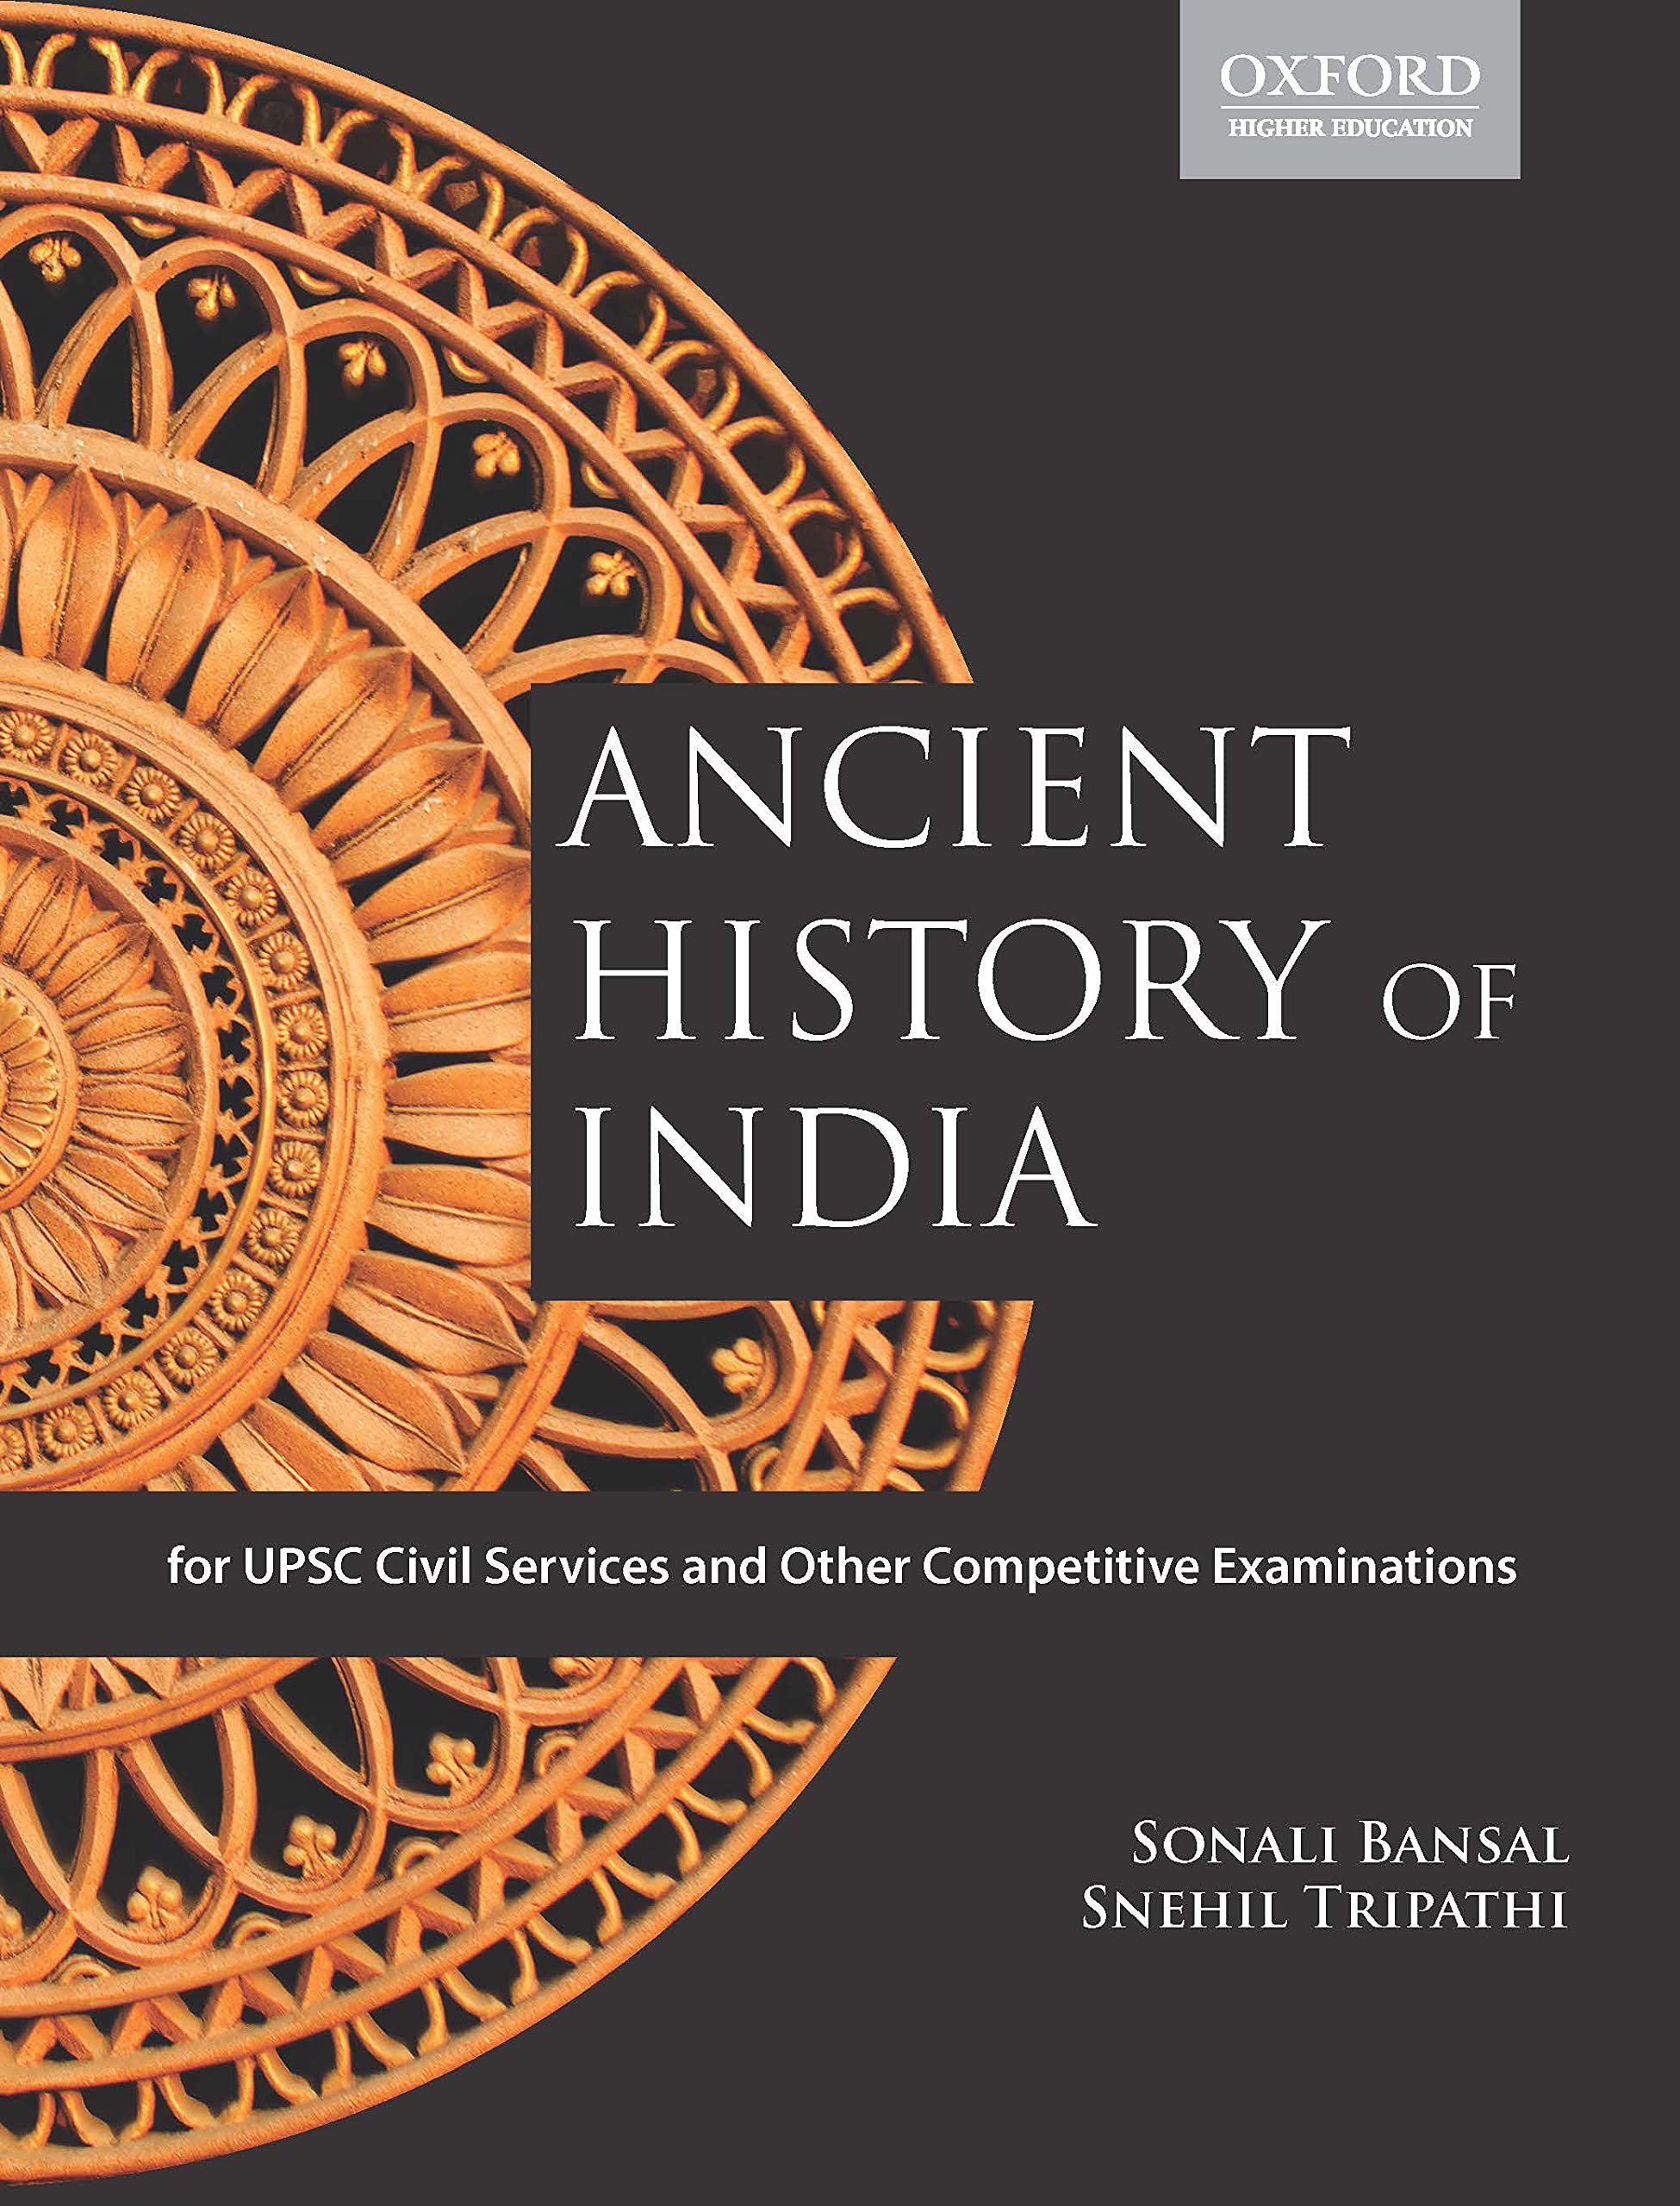 OXFORD
HIGHER EDUCATION
ANCIENT
HISTORY OF
INDIA
for UPSC Civil Services and Other Competitive Examinations
SONALI BANSAL
SNEHIL TRIPATHI